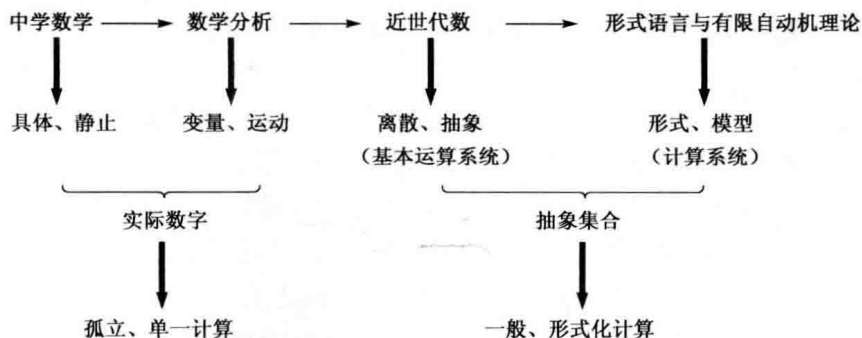 中学数学 数学分析 近世代数 形式语言与有限自动机理论
具体、静止 变量、运动 离散、抽象 形式、模型
(基本运算系统) (计算系统)
实际数字 抽象集合
孤立、单一计算 一般、形式化计算